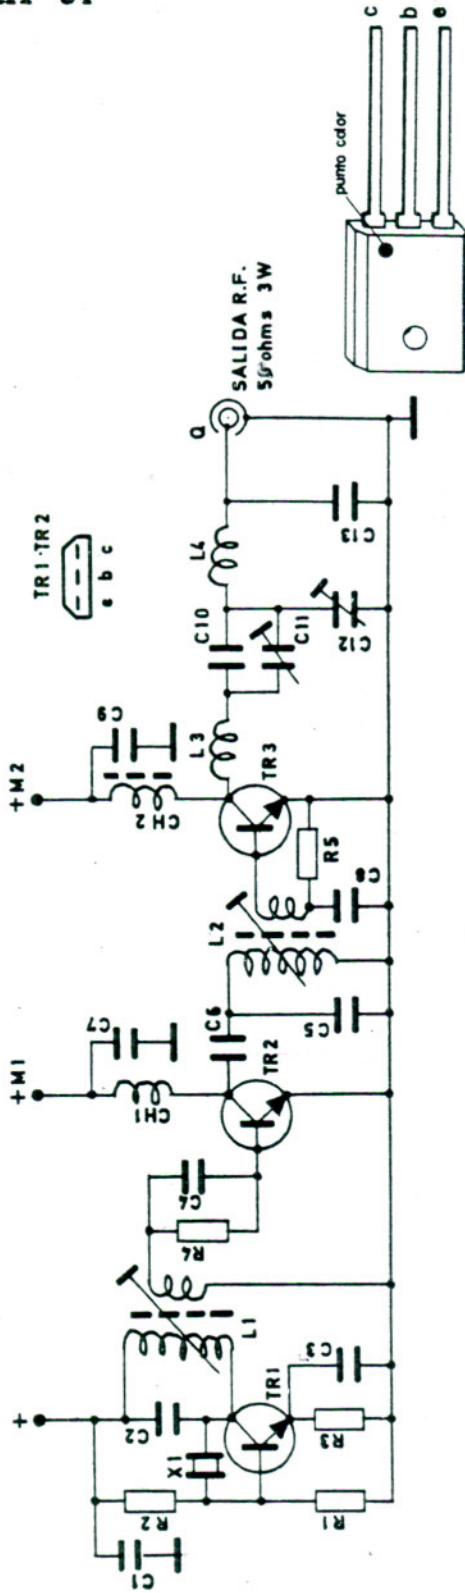 +
+M1
+M2
C1
R2
X1
C2
L1
TR1
R1
R3
C3
R4
C4
CH1
C7
C6
TR2
C5
L2
C8
R5
CH2
C9
TR3
L3
C10
C11
C12
L4
C13
Q
SALIDA R.F.
50 ohms 3W
TR1-TR2
e b c
punto color
c
b
e